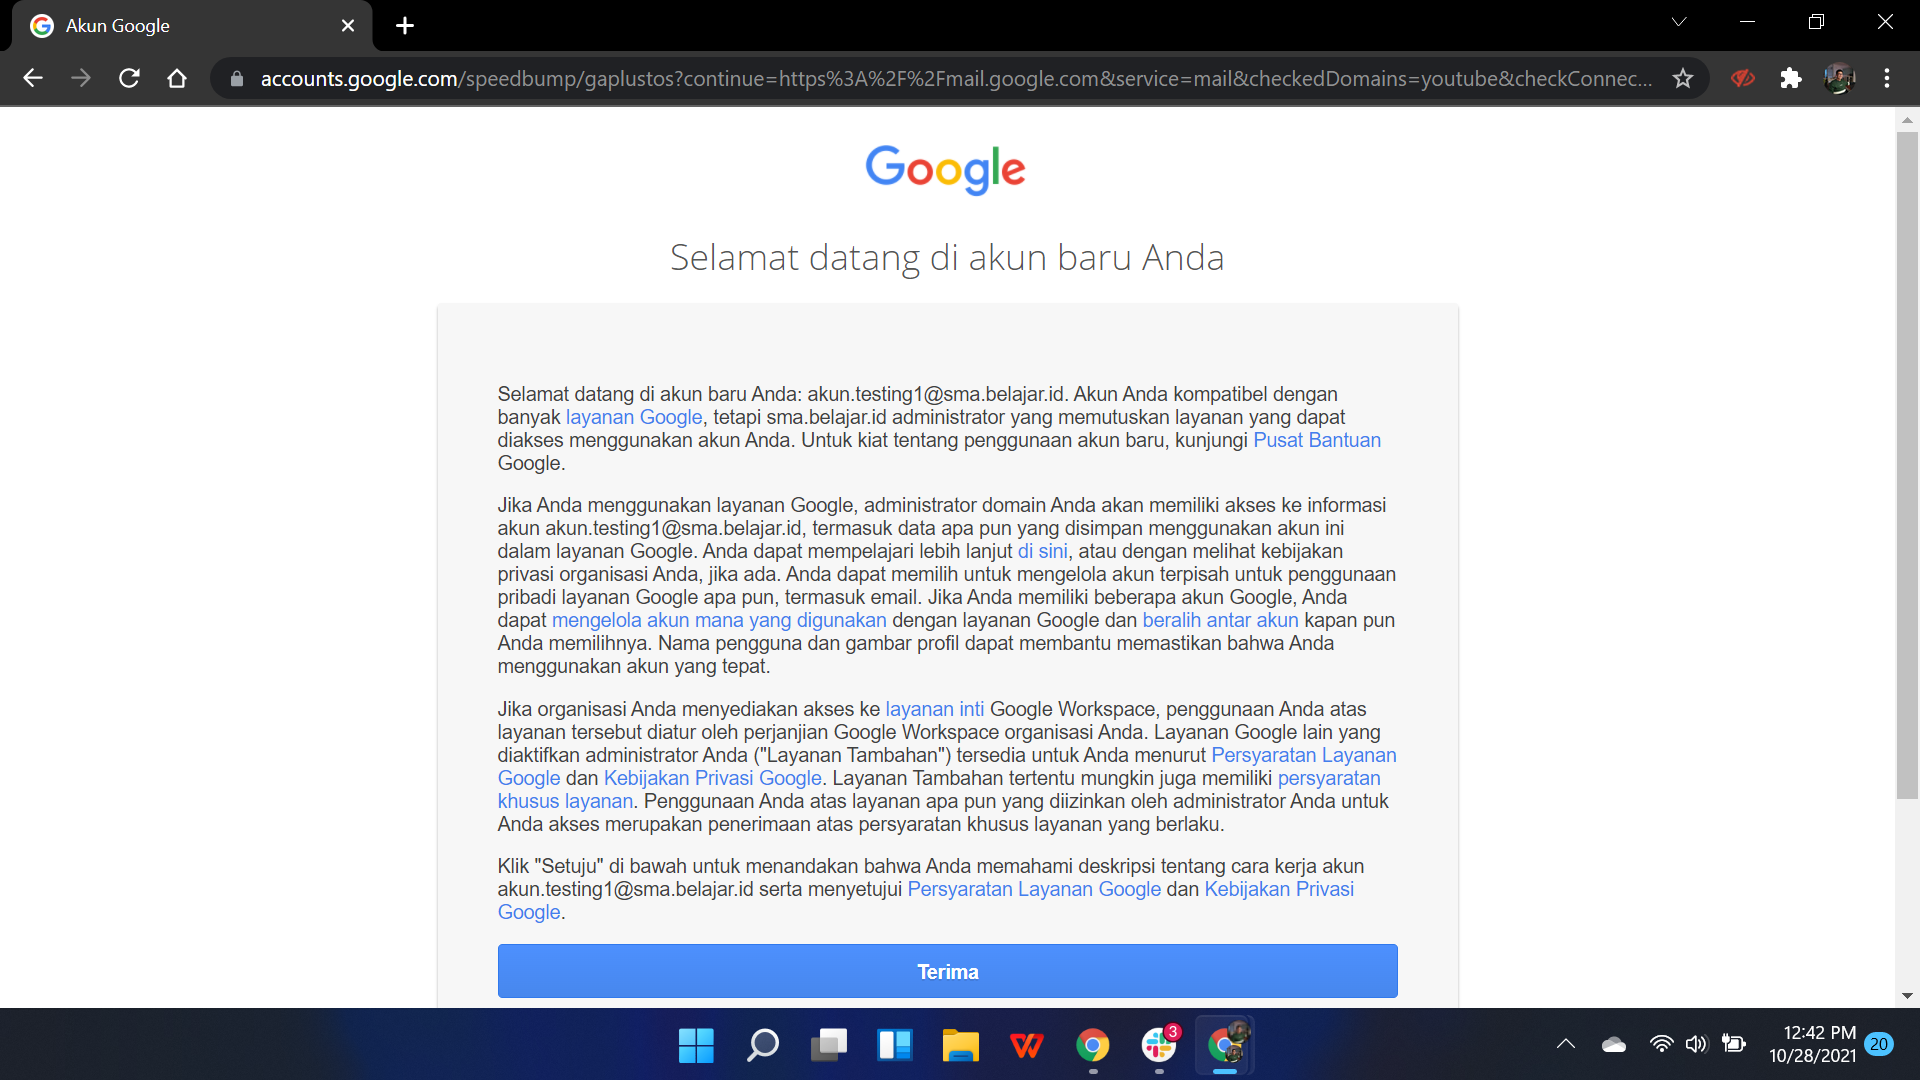 Akun Google
accounts.google.com/speedbump/gaplustos?continue=https%3A%2F%2Fmail.google.com&service=mail&checkedDomains=youtube&checkConnec...
Google
Selamat datang di akun baru Anda
Selamat datang di akun baru Anda: akun.testing1@sma.belajar.id. Akun Anda kompatibel dengan
banyak layanan Google, tetapi sma.belajar.id administrator yang memutuskan layanan yang dapat
diakses menggunakan akun Anda. Untuk kiat tentang penggunaan akun baru, kunjungi Pusat Bantuan
Google.
Jika Anda menggunakan layanan Google, administrator domain Anda akan memiliki akses ke informasi
akun akun.testing1@sma.belajar.id, termasuk data apa pun yang disimpan menggunakan akun ini
dalam layanan Google. Anda dapat mempelajari lebih lanjut di sini, atau dengan melihat kebijakan
privasi organisasi Anda, jika ada. Anda dapat memilih untuk mengelola akun terpisah untuk penggunaan
pribadi layanan Google apa pun, termasuk email. Jika Anda memiliki beberapa akun Google, Anda
dapat mengelola akun mana yang digunakan dengan layanan Google dan beralih antar akun kapan pun
Anda memilihnya. Nama pengguna dan gambar profil dapat membantu memastikan bahwa Anda
menggunakan akun yang tepat.
Jika organisasi Anda menyediakan akses ke layanan inti Google Workspace, penggunaan Anda atas
layanan tersebut diatur oleh perjanjian Google Workspace organisasi Anda. Layanan Google lain yang
diaktifkan administrator Anda ("Layanan Tambahan") tersedia untuk Anda menurut Persyaratan Layanan
Google dan Kebijakan Privasi Google. Layanan Tambahan tertentu mungkin juga memiliki persyaratan
khusus layanan. Penggunaan Anda atas layanan apa pun yang diizinkan oleh administrator Anda untuk
Anda akses merupakan penerimaan atas persyaratan khusus layanan yang berlaku.
Klik "Setuju" di bawah untuk menandakan bahwa Anda memahami deskripsi tentang cara kerja akun
akun.testing1@sma.belajar.id serta menyetujui Persyaratan Layanan Google dan Kebijakan Privasi
Google.
Terima
3
12:42 PM
10/28/2021
20